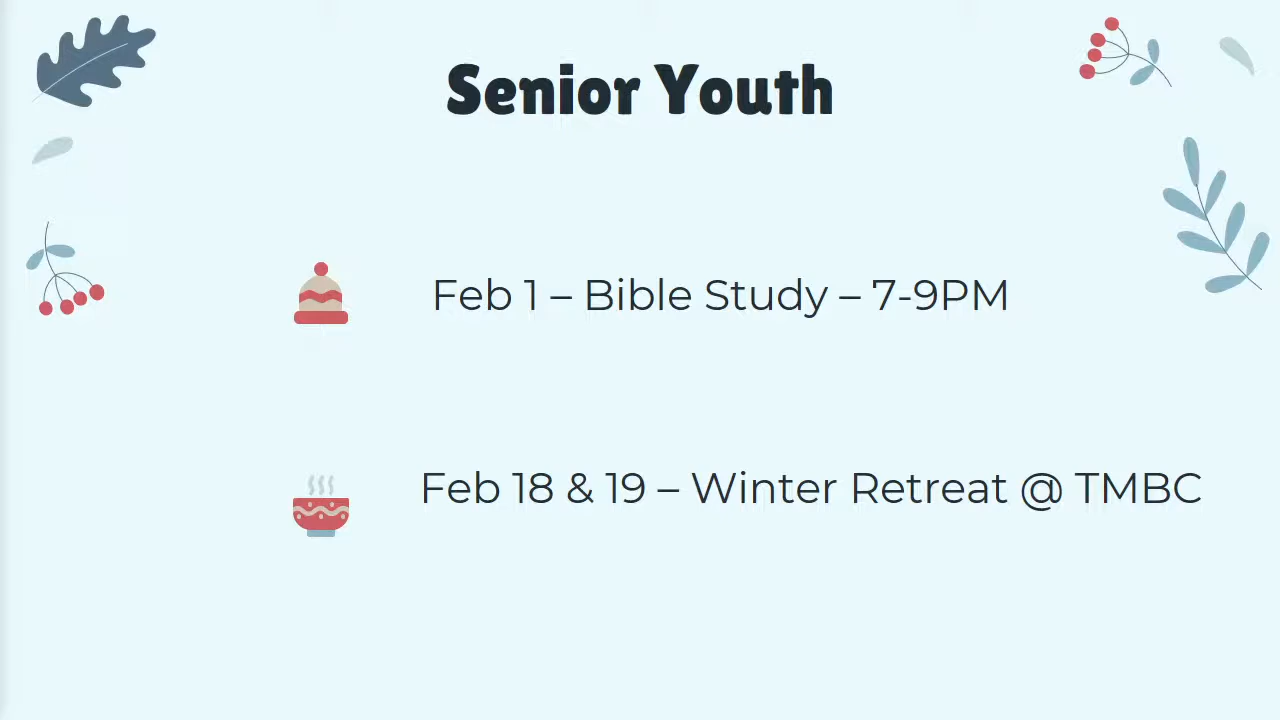 Senior Youth
Feb 1 – Bible Study – 7-9PM
Feb 18 & 19 – Winter Retreat @ TMBC